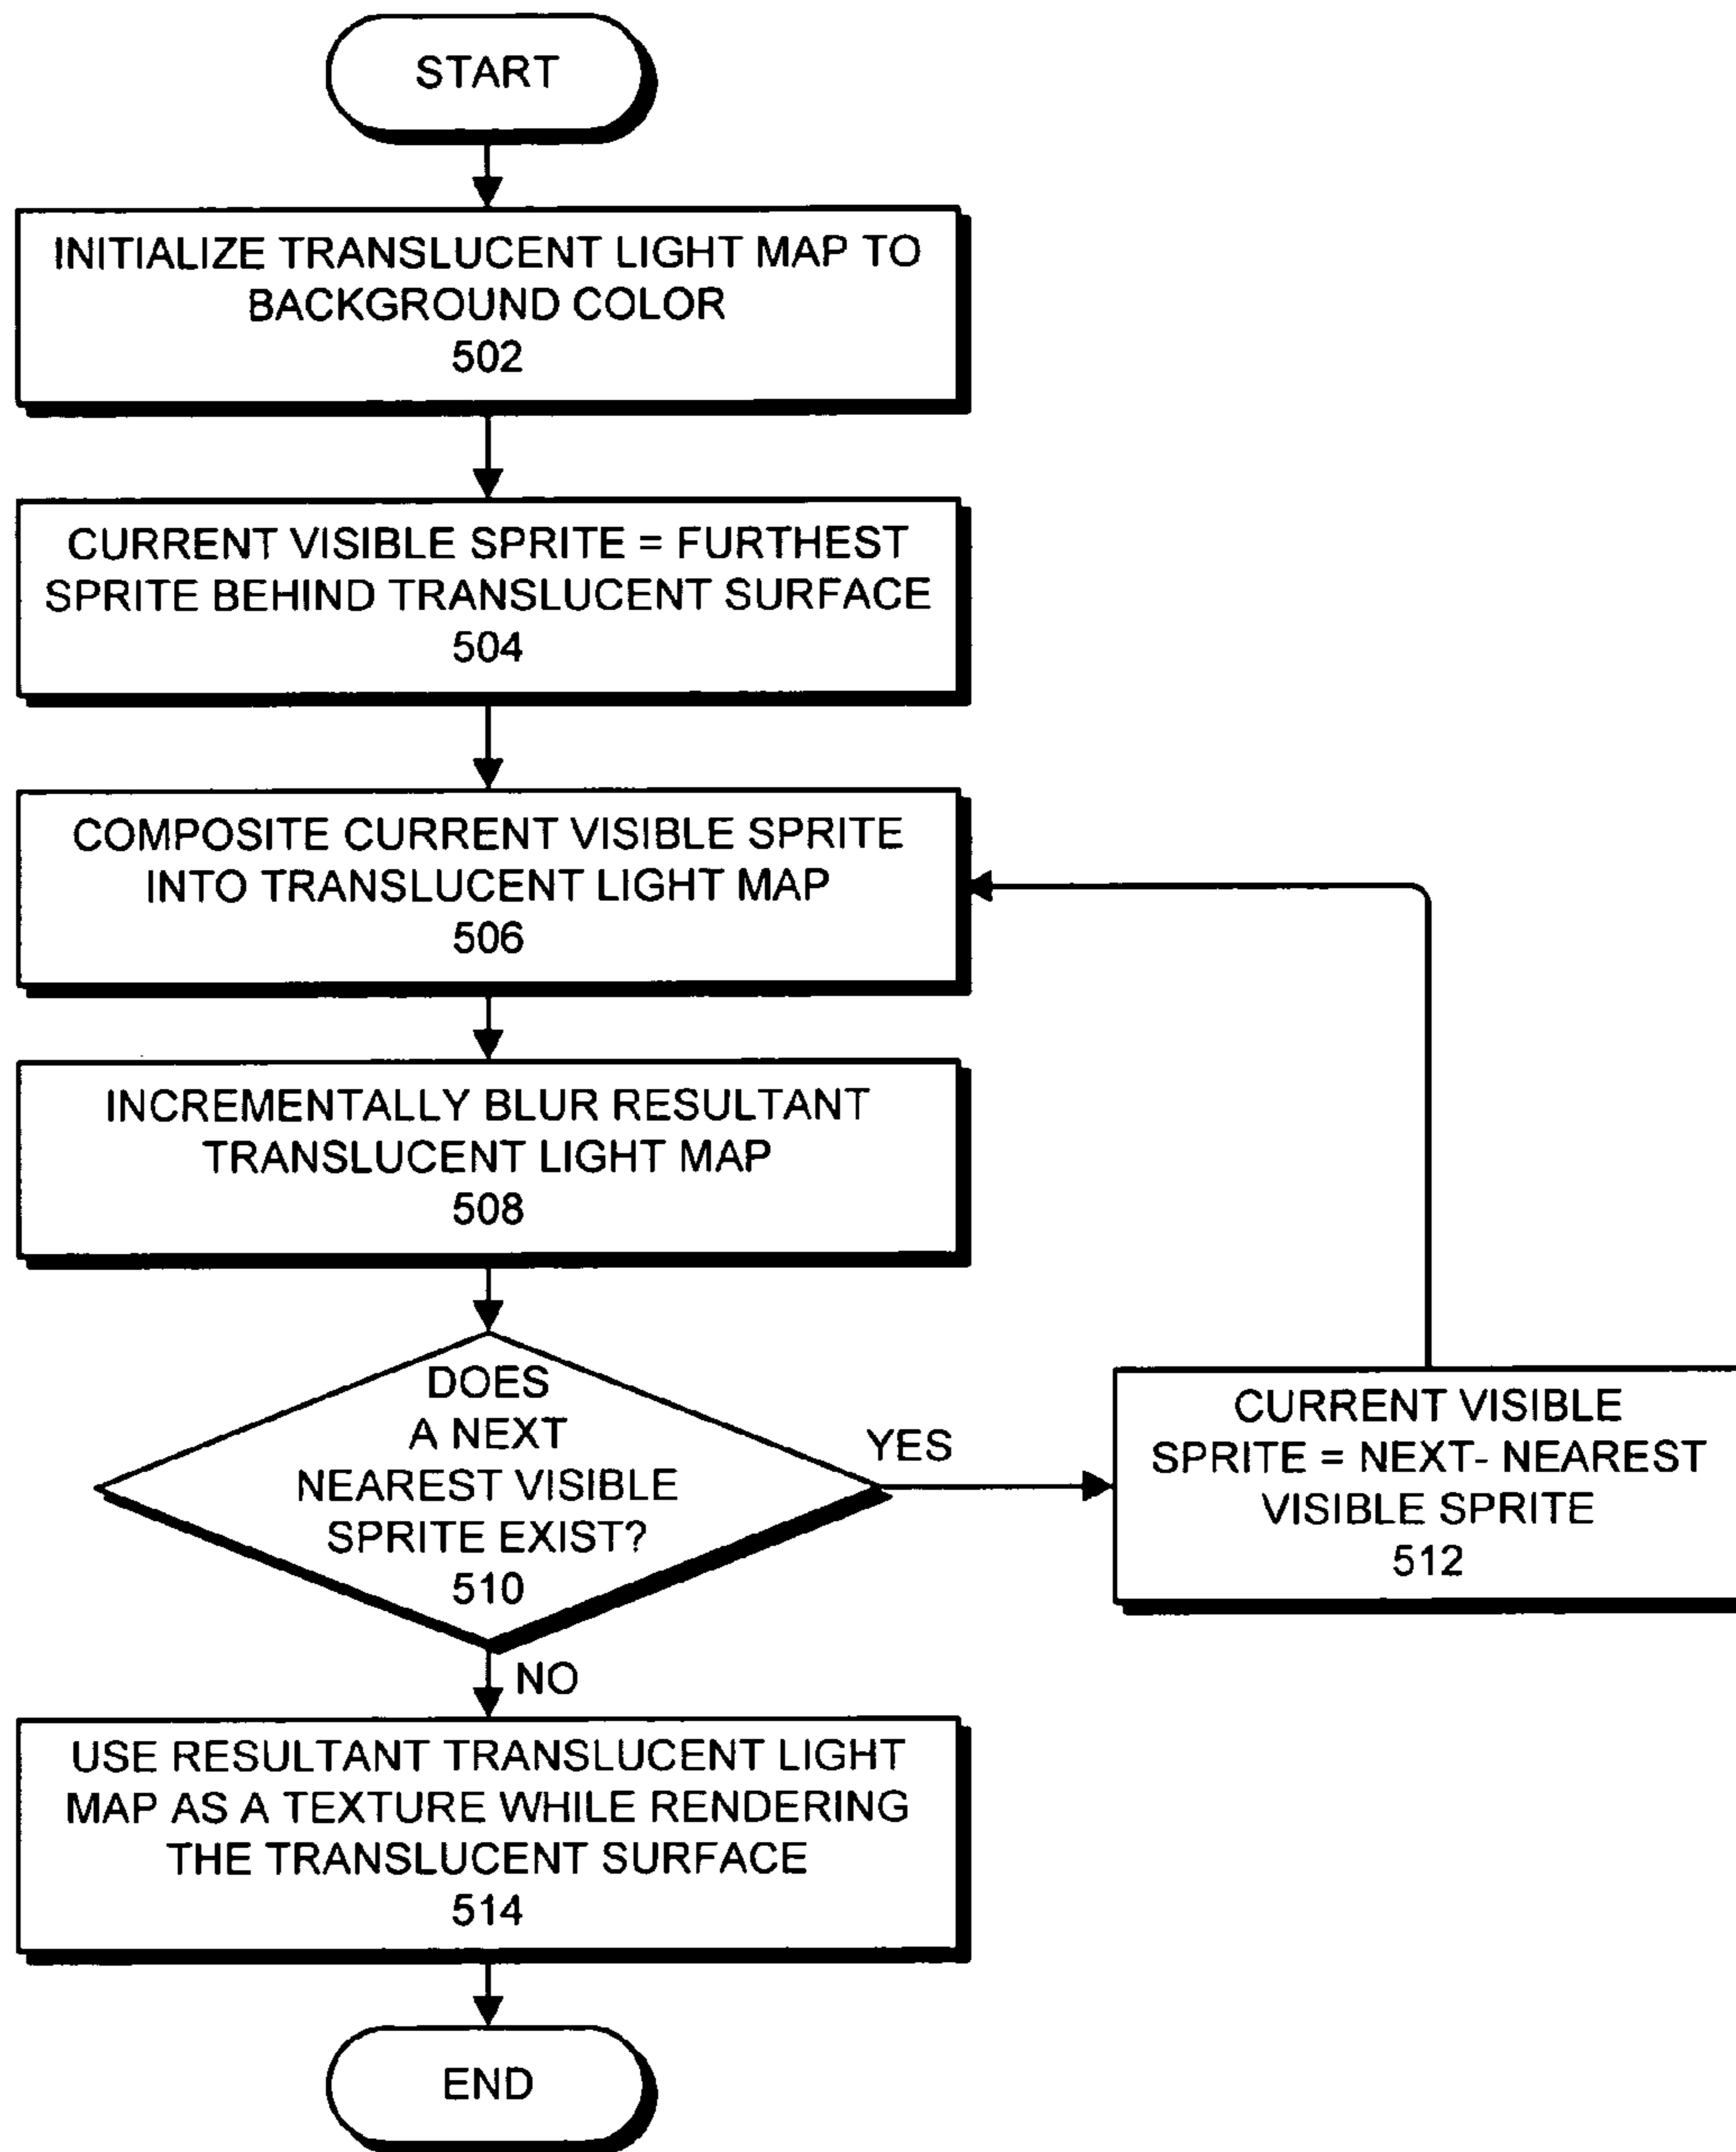 START
INITIALIZE TRANSLUCENT LIGHT MAP TO
BACKGROUND COLOR
502
CURRENT VISIBLE SPRITE = FURTHEST
SPRITE BEHIND TRANSLUCENT SURFACE
504
COMPOSITE CURRENT VISIBLE SPRITE
INTO TRANSLUCENT LIGHT MAP
506
INCREMENTALLY BLUR RESULTANT
TRANSLUCENT LIGHT MAP
508
DOES
A NEXT
NEAREST VISIBLE
SPRITE EXIST?
510
YES
CURRENT VISIBLE
SPRITE = NEXT- NEAREST
VISIBLE SPRITE
512
NO
USE RESULTANT TRANSLUCENT LIGHT
MAP AS A TEXTURE WHILE RENDERING
THE TRANSLUCENT SURFACE
514
END